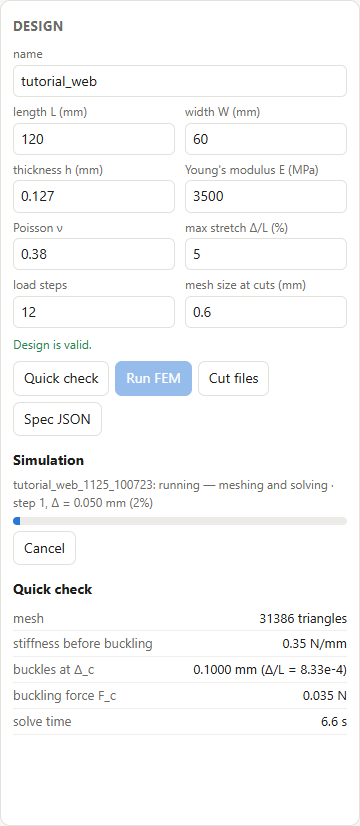 DESIGN
name
tutorial_web
length L (mm) width W (mm)
120 60
thickness h (mm) Young's modulus E (MPa)
0.127 3500
Poisson ν max stretch Δ/L (%)
0.38 5
load steps mesh size at cuts (mm)
12 0.6
Design is valid.
Quick check Run FEM Cut files
Spec JSON
Simulation
tutorial_web_1125_100723: running — meshing and solving ·
step 1, Δ = 0.050 mm (2%)
Cancel
Quick check
mesh 31386 triangles
stiffness before buckling 0.35 N/mm
buckles at Δ_c 0.1000 mm (Δ/L = 8.33e-4)
buckling force F_c 0.035 N
solve time 6.6 s